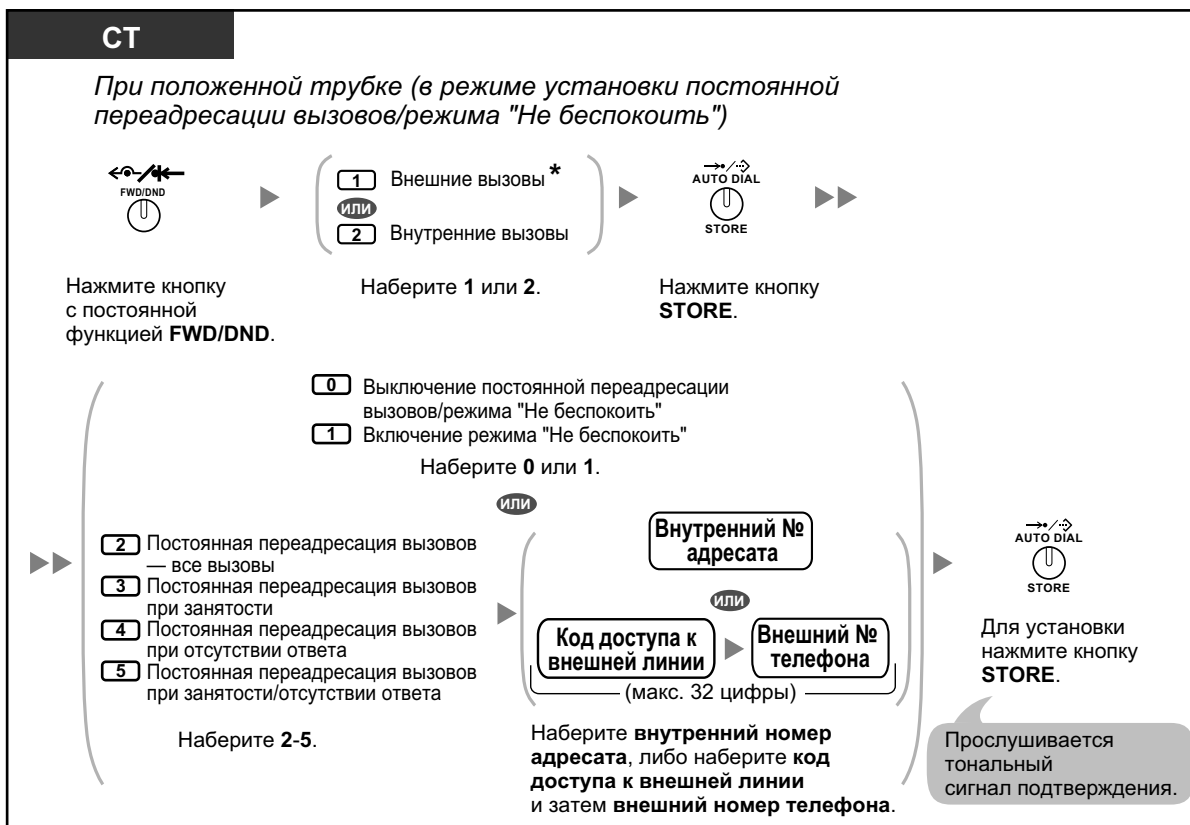 СТ
При положенной трубке (в режиме установки постоянной
переадресации вызовов/режима "Не беспокоить")
FWD/DND
1 Внешние вызовы *
ИЛИ
2 Внутренние вызовы
AUTO DIAL
STORE
Нажмите кнопку
с постоянной
функцией FWD/DND.
Наберите 1 или 2.
Нажмите кнопку
STORE.
0 Выключение постоянной переадресации
вызовов/режима "Не беспокоить"
1 Включение режима "Не беспокоить"
Наберите 0 или 1.
ИЛИ
2 Постоянная переадресация вызовов
— все вызовы
3 Постоянная переадресация вызовов
при занятости
4 Постоянная переадресация вызовов
при отсутствии ответа
5 Постоянная переадресация вызовов
при занятости/отсутствии ответа
Наберите 2-5.
Внутренний №
адресата
ИЛИ
Код доступа к
внешней линии
Внешний №
телефона
(макс. 32 цифры)
Наберите внутренний номер
адресата, либо наберите код
доступа к внешней линии
и затем внешний номер телефона.
AUTO DIAL
STORE
Для установки
нажмите кнопку
STORE.
Прослушивается
тональный
сигнал подтверждения.